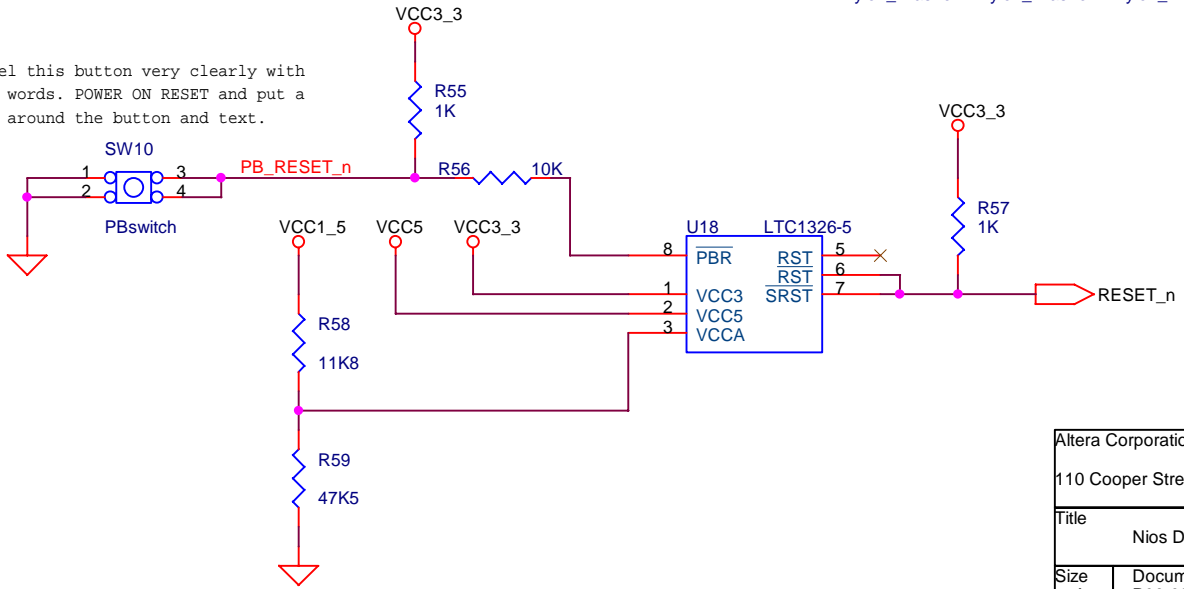 VCC3_3
el this button very clearly with
words. POWER ON RESET and put a
around the button and text.
R55
1K
VCC3_3
SW10
1
2
3
4
PB_RESET_n
R56
10K
PBswitch
VCC1_5
VCC5
VCC3_3
U18
LTC1326-5
R57
1K
8
PBR
RST
5
RST
6
1
VCC3
SRST
7
RESET_n
2
VCC5
3
VCCA
R58
11K8
R59
47K5
Altera Corporatio
110 Cooper Stre
Title
Nios D
Size
Docum